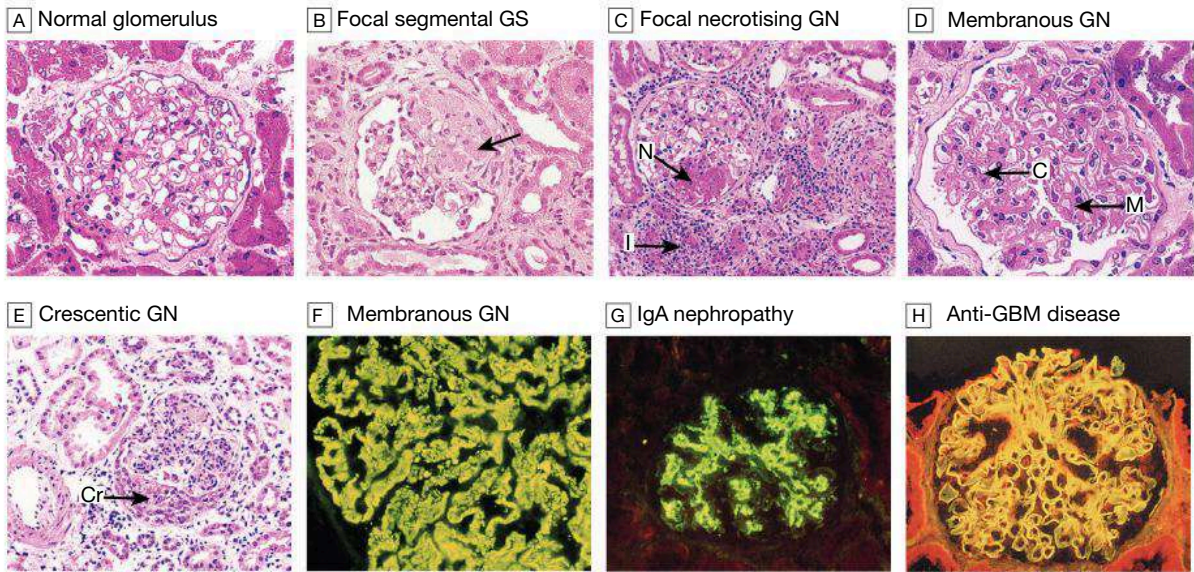 A Normal glomerulus
B Focal segmental GS
C Focal necrotising GN
D Membranous GN
N
I
C
M
E Crescentic GN
F Membranous GN
G IgA nephropathy
H Anti-GBM disease
Cr